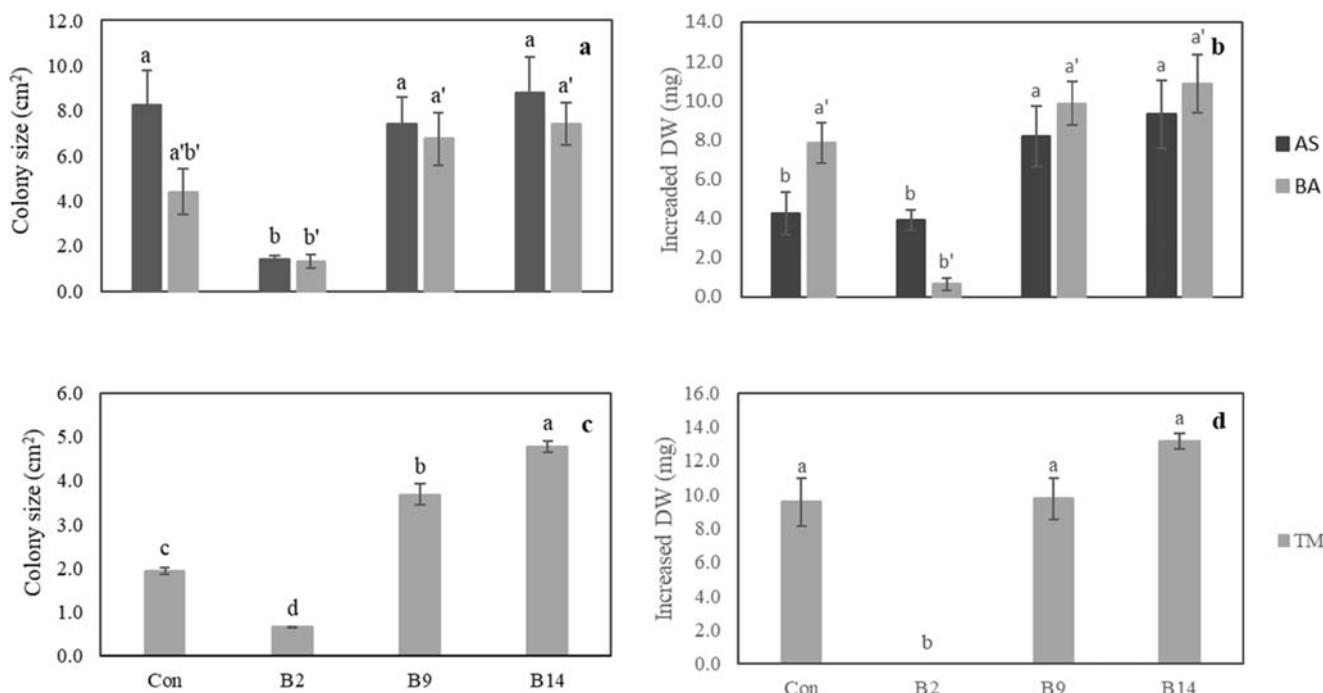 12.0
10.0
8.0
6.0
4.0
2.0
0.0
Colony size (cm²)
a
a
a
a
a'b'
a'
a'
b
b'
a
14.0
12.0
10.0
8.0
6.0
4.0
2.0
0.0
Increaded DW (mg)
b
a'
b
b'
a
a'
a
a'
b
AS
BA
6.0
5.0
4.0
3.0
2.0
1.0
0.0
Colony size (cm²)
c
d
b
a
c
Con B2 B9 B14
16.0
14.0
12.0
10.0
8.0
6.0
4.0
2.0
0.0
Increased DW (mg)
a
b
a
a
d
Con B2 B9 B14
TM